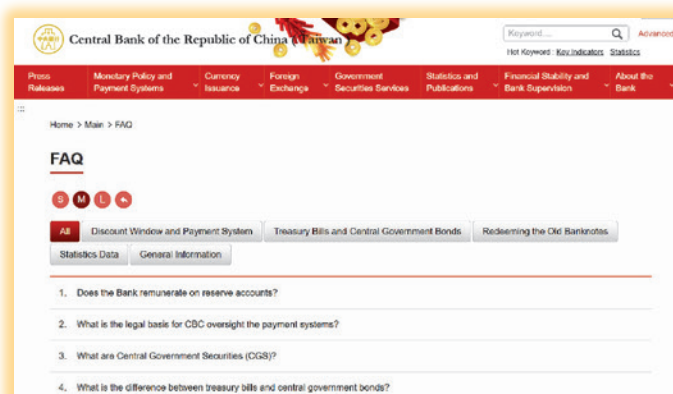 Central Bank of the Republic of China (Taiwan)
Keyword...
Advanced
Hot Keyword : Key Indicators Statistics
Press Releases
Monetary Policy and Payment Systems
Currency Issuance
Foreign Exchange
Government Securities Services
Statistics and Publications
Financial Stability and Bank Supervision
About the Bank
:::
Home > Main > FAQ
FAQ
S M L
All Discount Window and Payment System Treasury Bills and Central Government Bonds Redeeming the Old Banknotes
Statistics Data General Information
1. Does the Bank remunerate on reserve accounts?
2. What is the legal basis for CBC oversight the payment systems?
3. What are Central Government Securities (CGS)?
4. What is the difference between treasury bills and central government bonds?